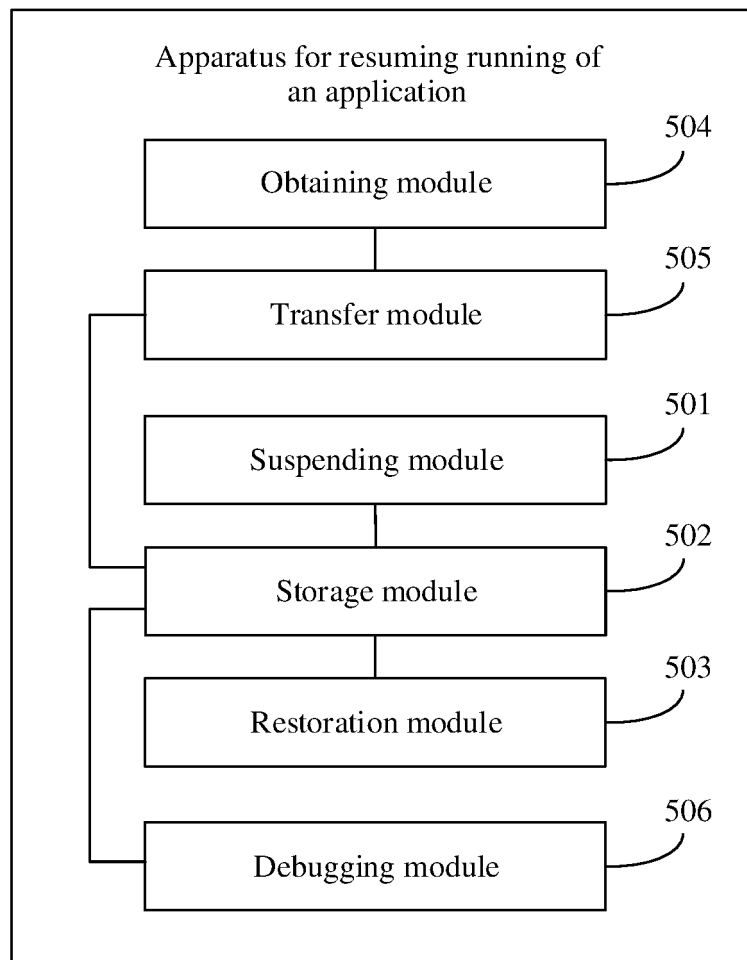 Apparatus for resuming running of
an application
504
Obtaining module
505
Transfer module
501
Suspending module
502
Storage module
503
Restoration module
506
Debugging module